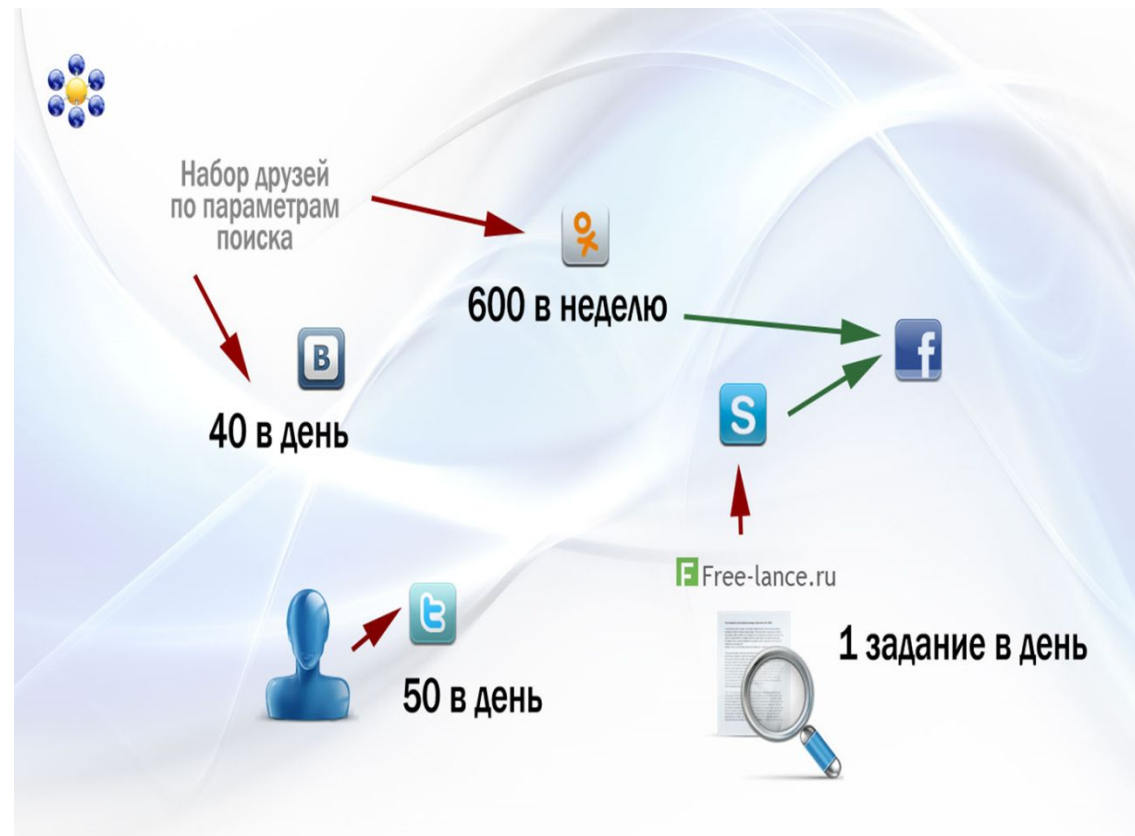 Набор друзей
по параметрам
поиска
600 в неделю
B
f
40 в день
S
F Free-lance.ru
t
50 в день
1 задание в день